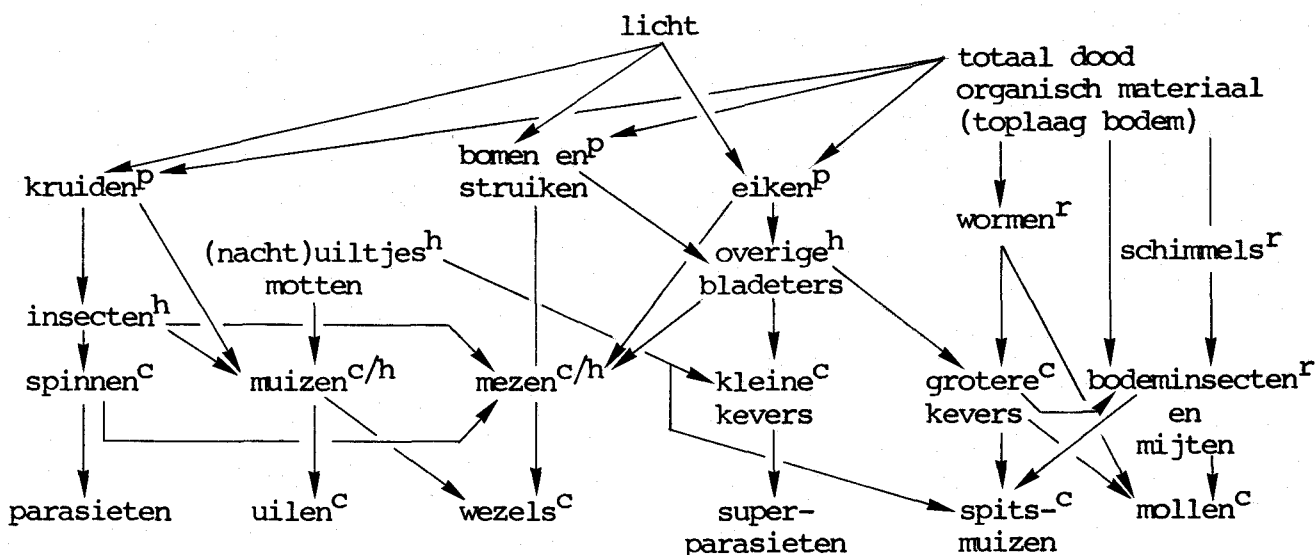 licht
totaal dood
organisch materiaal
(toplaag bodem)
bomen en^p
struiken
kruiden^p
eiken^p
wormen^r
(nacht)uiltjes^h
motten
overige^h
bladeters
schimmels^r
insecten^h
spinnen^c
muizen^c/h
mezen^c/h
kleine^c
kevers
grotere^c
kevers
bodeminsecten^r
en
mijten
parasieten
uilen^c
wezels^c
super-
parasieten
spits-^c
muizen
mollen^c